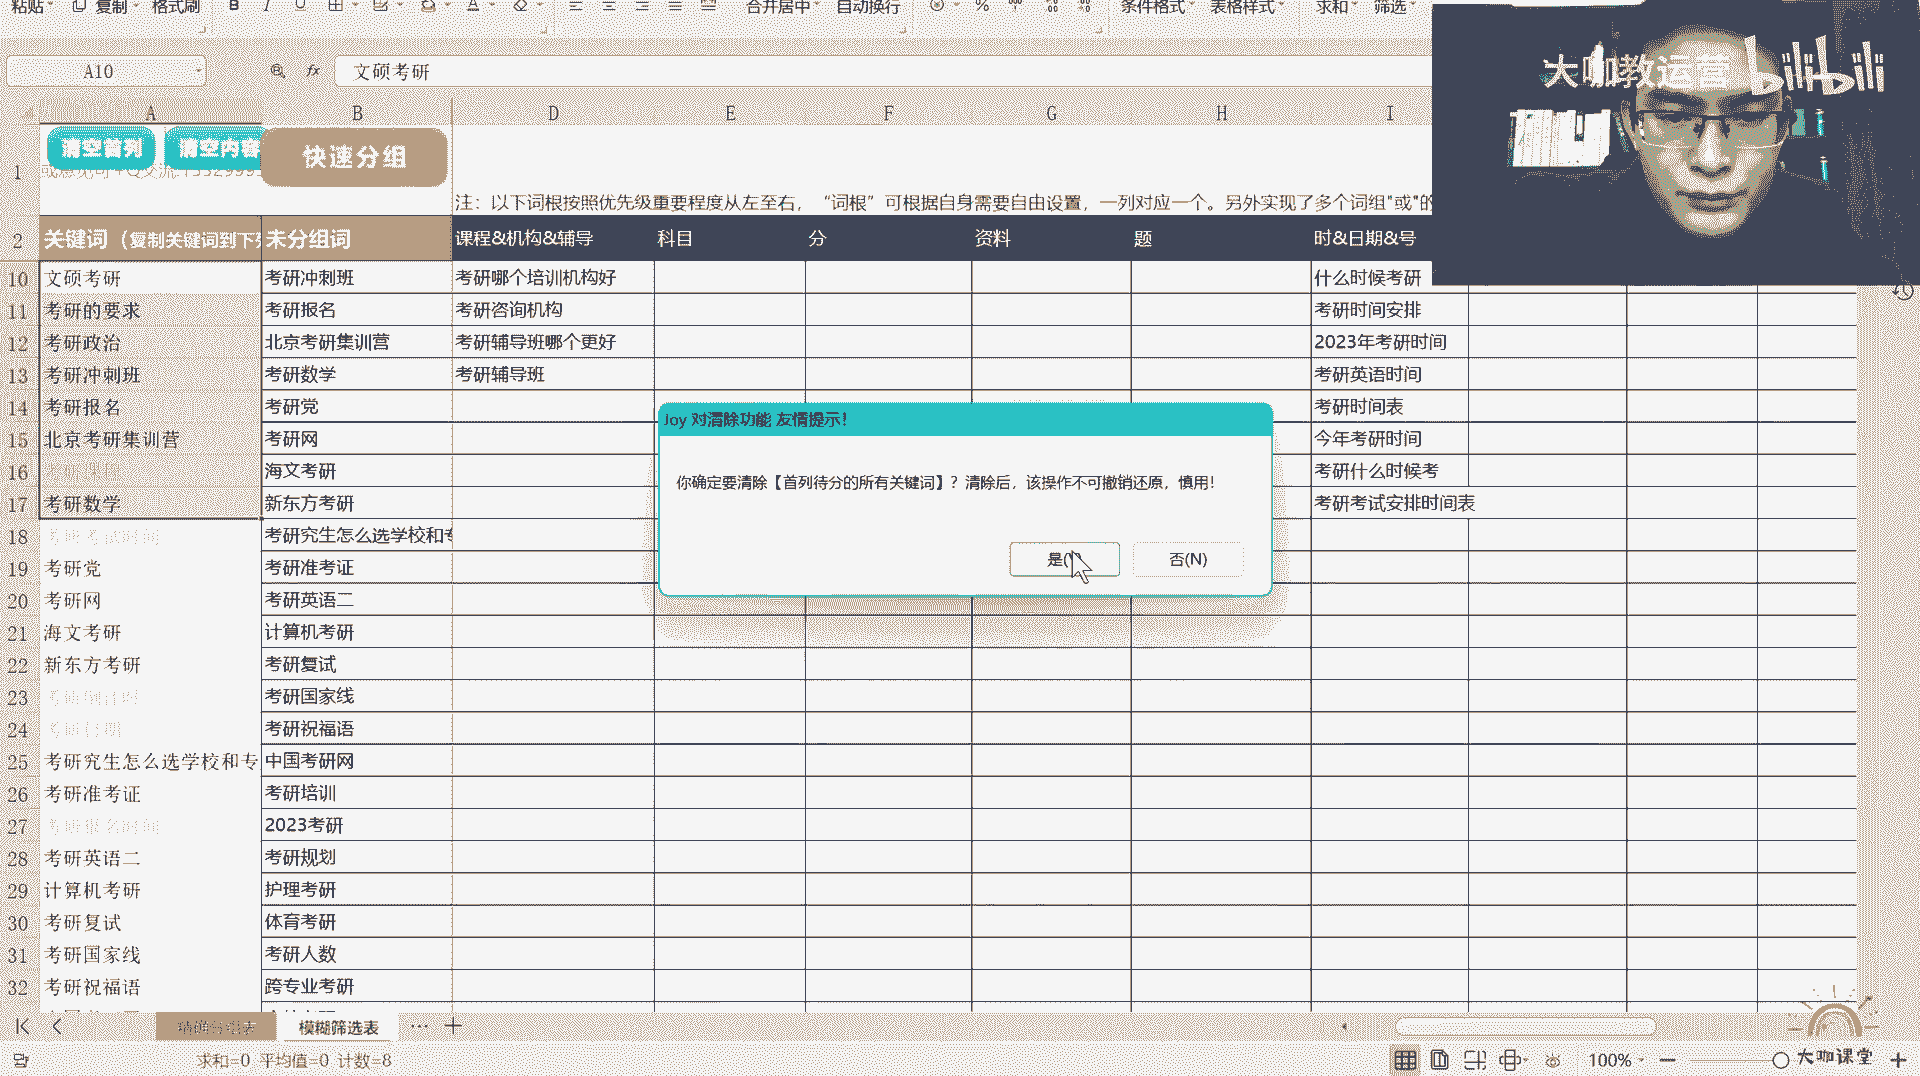 粘贴 复制 格式刷 B I U A 合并居中 自动换行 % 条件格式 表格样式 求和 筛选
A10 fx 文硕考研
大咖教运营 bilibili
A B D E F G H I
清空首列 清空内容 快速分组
1
注：以下词根按照优先级重要程度从左至右，“词根”可根据自身需要自由设置，一列对应一个。另外实现了多个词组"或"的
2 关键词（复制关键词到下 未分组词 课程&机构&辅导 科目 分 资料 题 时&日期&号
10 文硕考研 考研冲刺班 考研哪个培训机构好 什么时候考研
11 考研的要求 考研报名 考研咨询机构 考研时间安排
12 考研政治 北京考研集训营 考研辅导班哪个更好 2023年考研时间
13 考研冲刺班 考研数学 考研辅导班 考研英语时间
14 考研报名 考研党 考研时间表
15 北京考研集训营 考研网 今年考研时间
16 海文考研 考研什么时候考
17 考研数学 新东方考研 考研考试安排时间表
18 考研考试时间 考研究生怎么选学校和专
19 考研党 考研准考证
20 考研网 考研英语二
21 海文考研 计算机考研
22 新东方考研 考研复试
23 考研国家线
24 考研日期 考研祝福语
25 考研究生怎么选学校和专 中国考研网
26 考研准考证 考研培训
27 考研报名时间 2023考研
28 考研英语二 考研规划
29 计算机考研 护理考研
30 考研复试 体育考研
31 考研国家线 考研人数
32 考研祝福语 跨专业考研
Joy 对清除功能 友情提示！
你确定要清除【首列待分的所有关键词】？清除后，该操作不可撤销还原，慎用！
是( 否(N)
精确分组表 模糊筛选表 ··· +
求和=0 平均值=0 计数=8 100% — +
大咖课堂